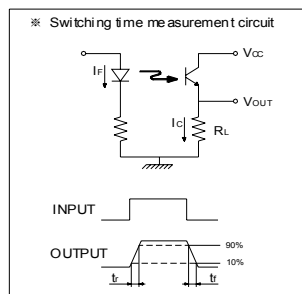 ※ Switching time measurement circuit
VCC
IF
VOUT
IC
RL
INPUT
OUTPUT
90%
10%
tr
tf